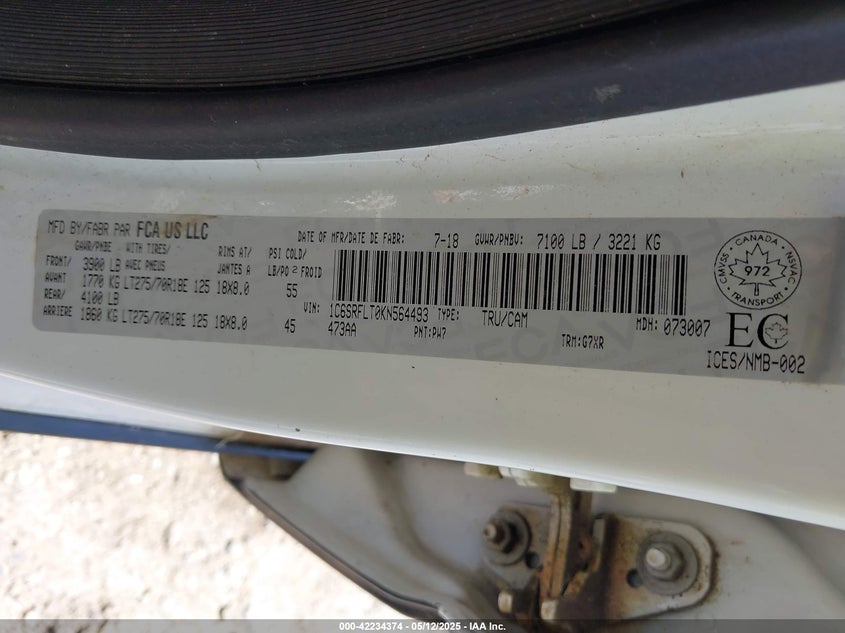 MFD BY/FABR PAR FCA US LLC
DATE OF MFR/DATE DE FABR: 7-18 GVWR/PNBV: 7100 LB / 3221 KG
GAWR/PNBE WITH TIRES/ RIMS AT/ PSI COLD/
FRONT/ 3900 LB AVEC PNEUS JANTES A LB/PO2 FROID
AVANT 1770 KG LT275/70R18E 125 18X8.0 55
REAR/ 4100 LB
ARRIERE 1860 KG LT275/70R18E 125 18X8.0 45
VIN: 1C6SRFLT0KN564493 TYPE: TRU/CAM MDH: 073007
473AA PNT: PW7 TRM: G7XR
CMVSS CANADA NSVAC
972
TRANSPORT
EC
ICES/NMB-002
000-42234374 - 05/12/2025 - IAA Inc.